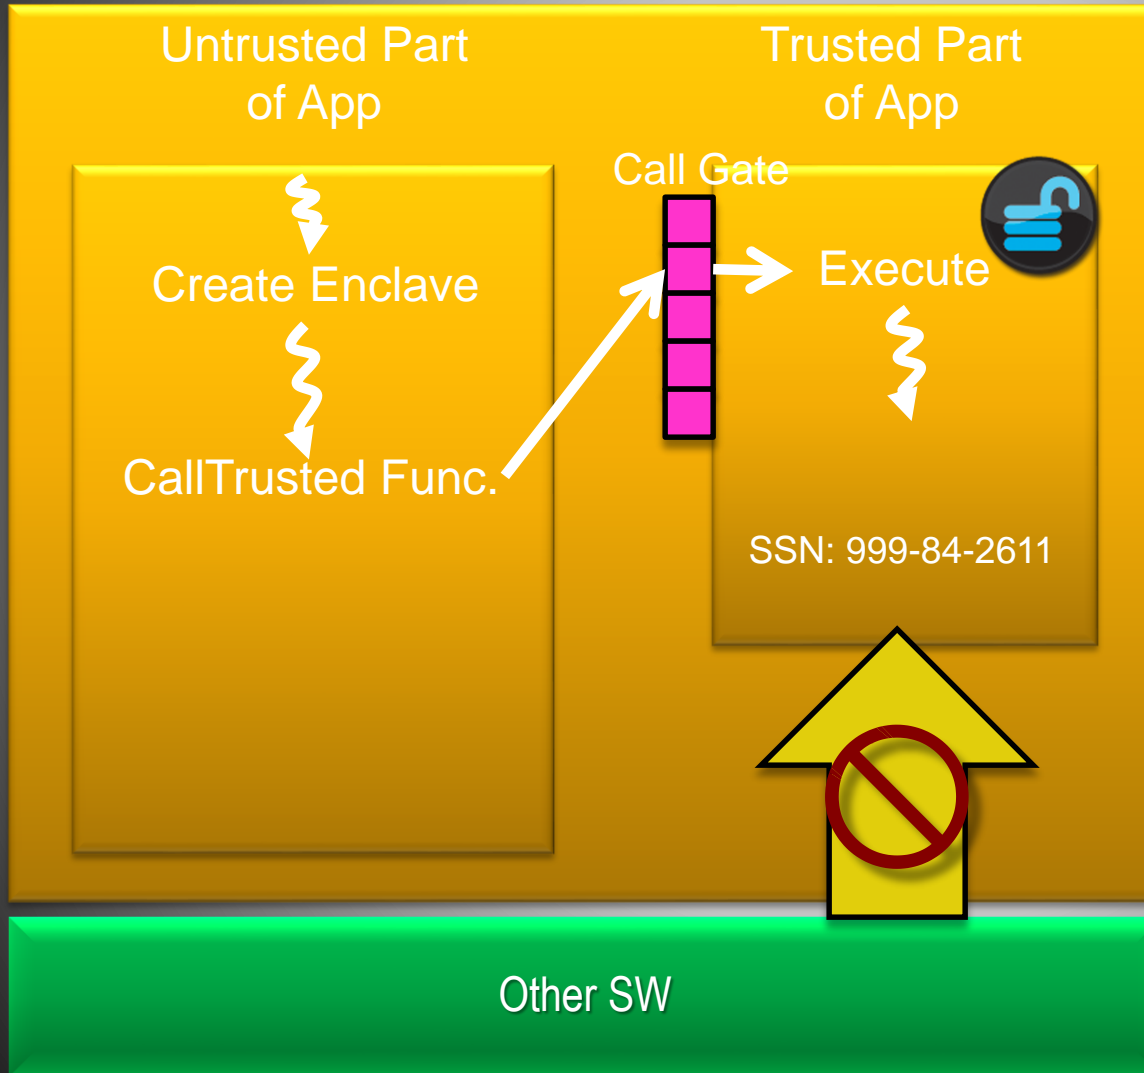 Untrusted Part
of App
Create Enclave
CallTrusted Func.
Call Gate
Trusted Part
of App
Execute
SSN: 999-84-2611
Other SW